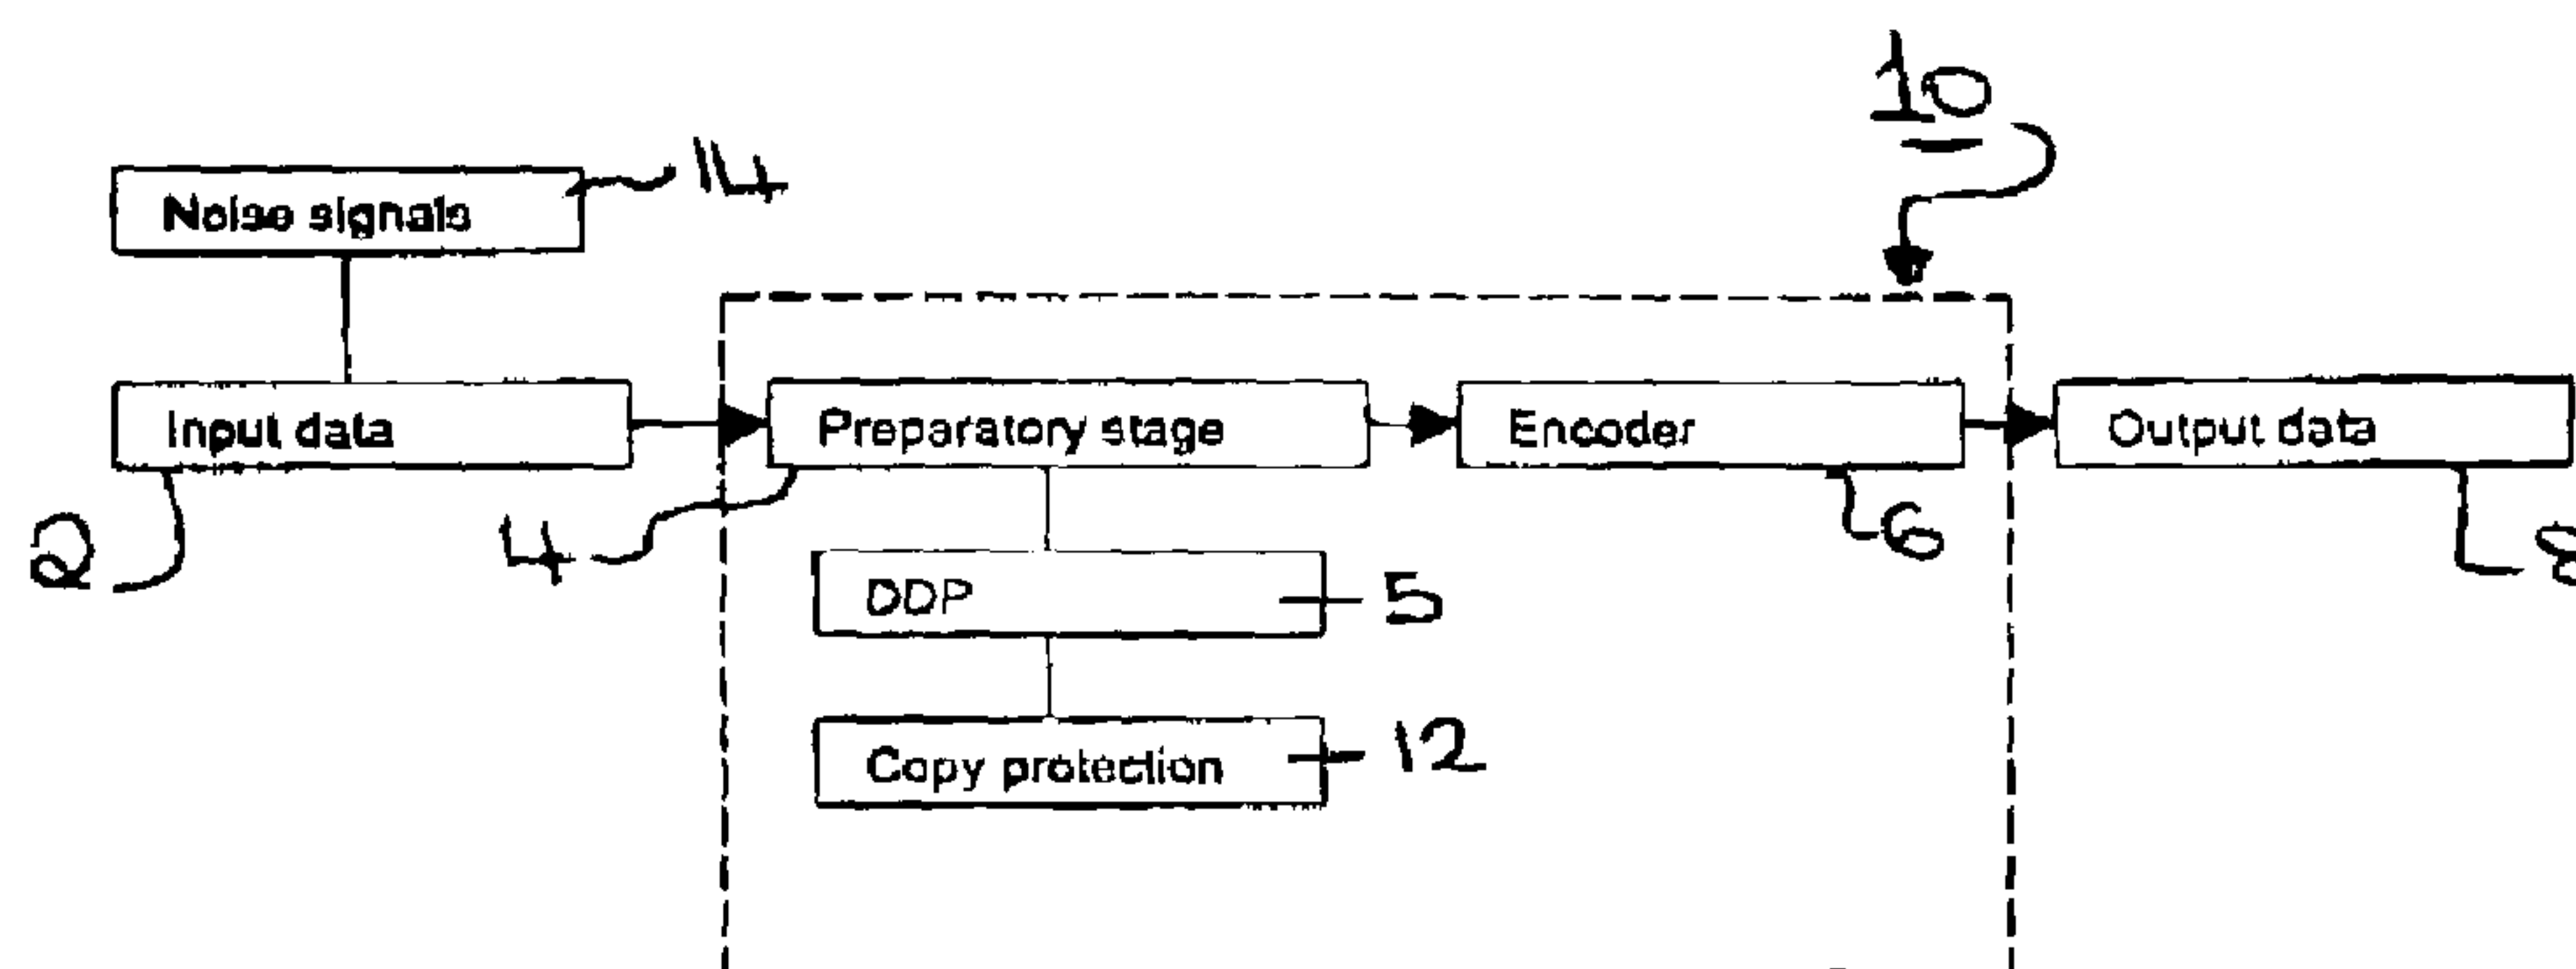 10
Noise signals 14
Input data Preparatory stage Encoder Output data
2 4 6 8
DDP 5
Copy protection 12